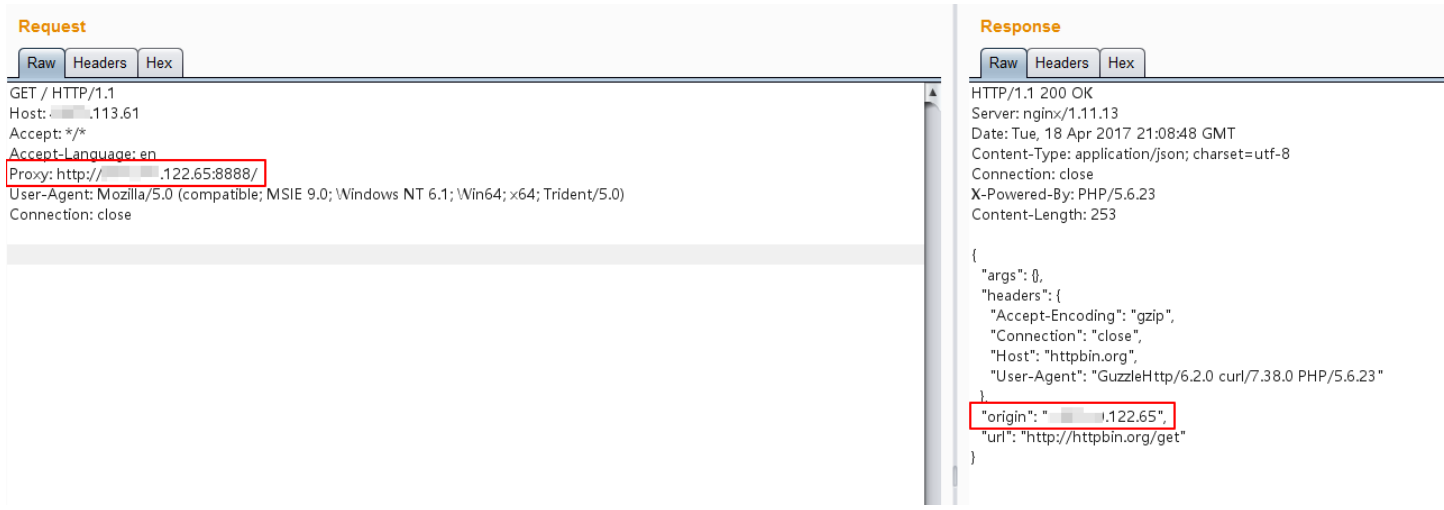 Request
Raw Headers Hex
GET / HTTP/1.1
Host: .113.61
Accept: */*
Accept-Language: en
Proxy: http:// .122.65:8888/
User-Agent: Mozilla/5.0 (compatible; MSIE 9.0; Windows NT 6.1; Win64; x64; Trident/5.0)
Connection: close
Response
Raw Headers Hex
HTTP/1.1 200 OK
Server: nginx/1.11.13
Date: Tue, 18 Apr 2017 21:08:48 GMT
Content-Type: application/json; charset=utf-8
Connection: close
X-Powered-By: PHP/5.6.23
Content-Length: 253
{
"args": {},
"headers": {
"Accept-Encoding": "gzip",
"Connection": "close",
"Host": "httpbin.org",
"User-Agent": "GuzzleHttp/6.2.0 curl/7.38.0 PHP/5.6.23"
},
"origin": " .122.65",
"url": "http://httpbin.org/get"
}